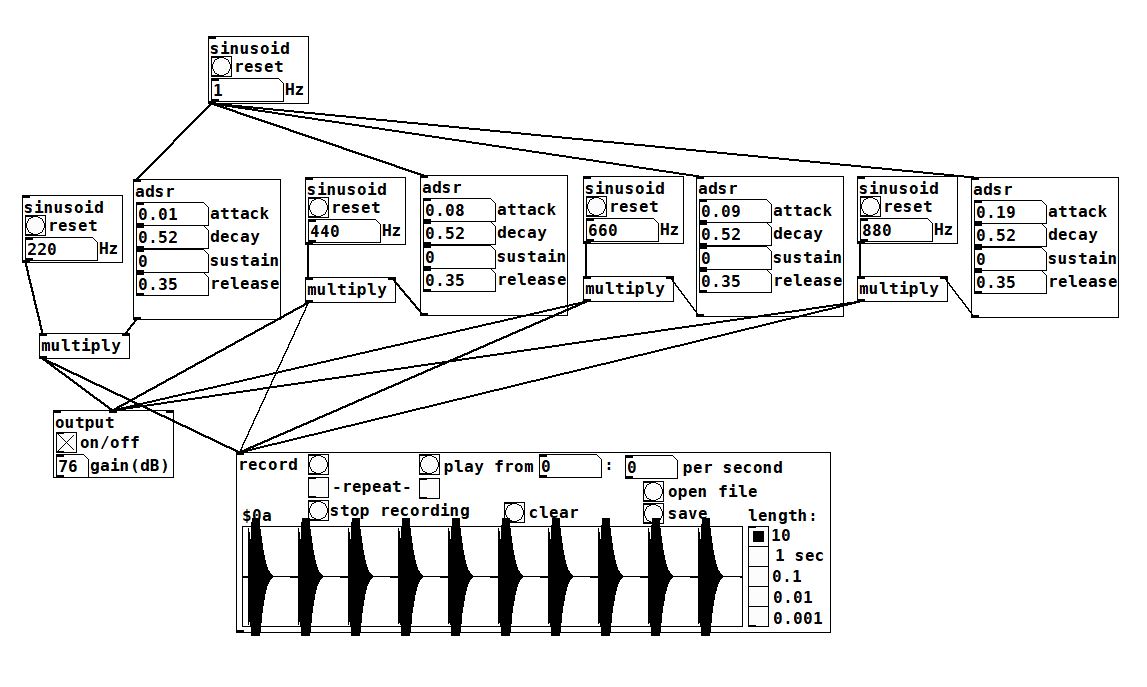 sinusoid
reset
1 Hz
sinusoid
reset
220 Hz
adsr
0.01 attack
0.52 decay
0 sustain
0.35 release
sinusoid
reset
440 Hz
adsr
0.08 attack
0.52 decay
0 sustain
0.35 release
sinusoid
reset
660 Hz
adsr
0.09 attack
0.52 decay
0 sustain
0.35 release
sinusoid
reset
880 Hz
adsr
0.19 attack
0.52 decay
0 sustain
0.35 release
multiply
multiply
multiply
multiply
output
on/off
76 gain(dB)
record play from 0 : 0 per second
-repeat- open file
stop recording clear save
$0a length:
10
1 sec
0.1
0.01
0.001